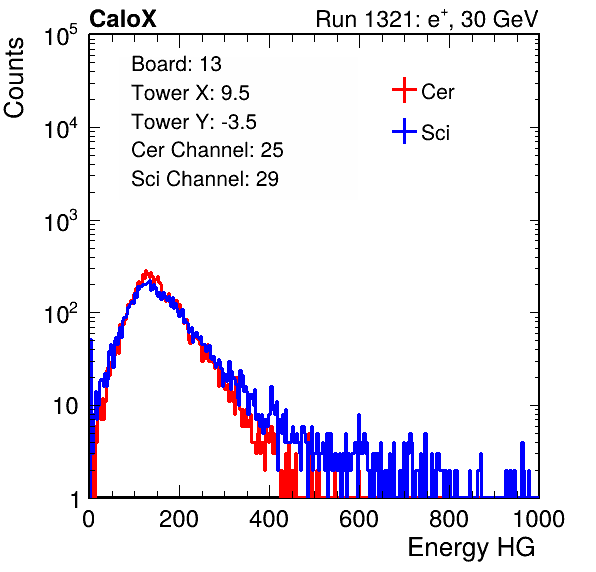 CaloX Run 1321: e⁺, 30 GeV
Board: 13
Tower X: 9.5
Tower Y: -3.5
Cer Channel: 25
Sci Channel: 29
Cer
Sci
Counts
10⁵
10⁴
10³
10²
10
1
0 200 400 600 800 1000
Energy HG